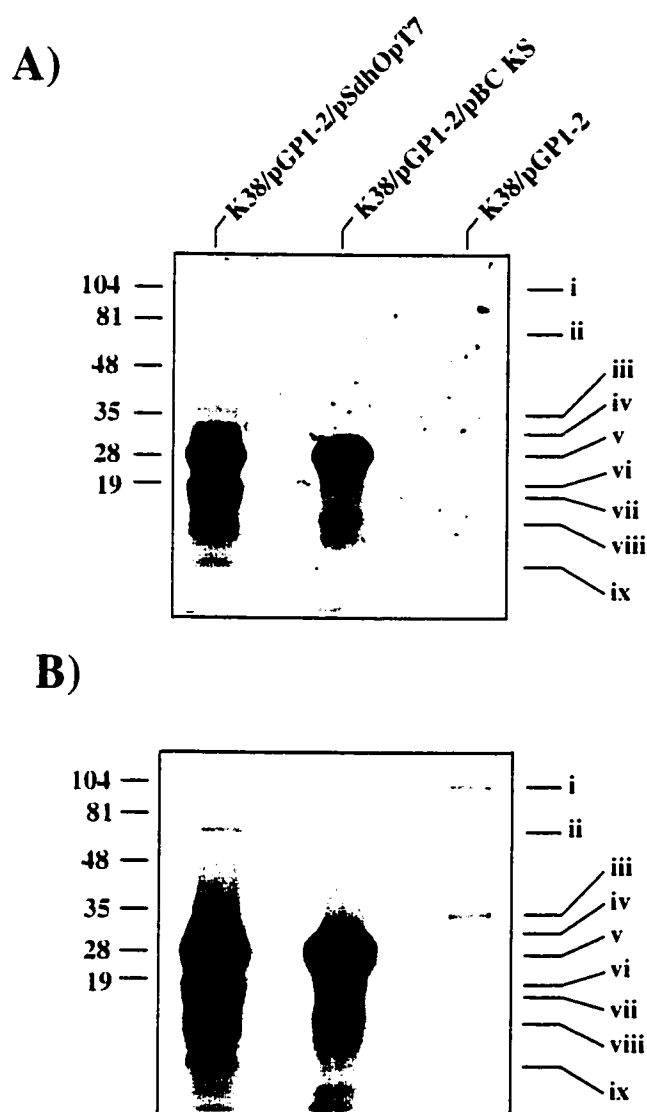 A)
K38/pGP1-2/pSdhOpT7
K38/pGP1-2/pBC KS
K38/pGP1-2
104
81
48
35
28
19
i
ii
iii
iv
v
vi
vii
viii
ix
B)
104
81
48
35
28
19
i
ii
iii
iv
v
vi
vii
viii
ix